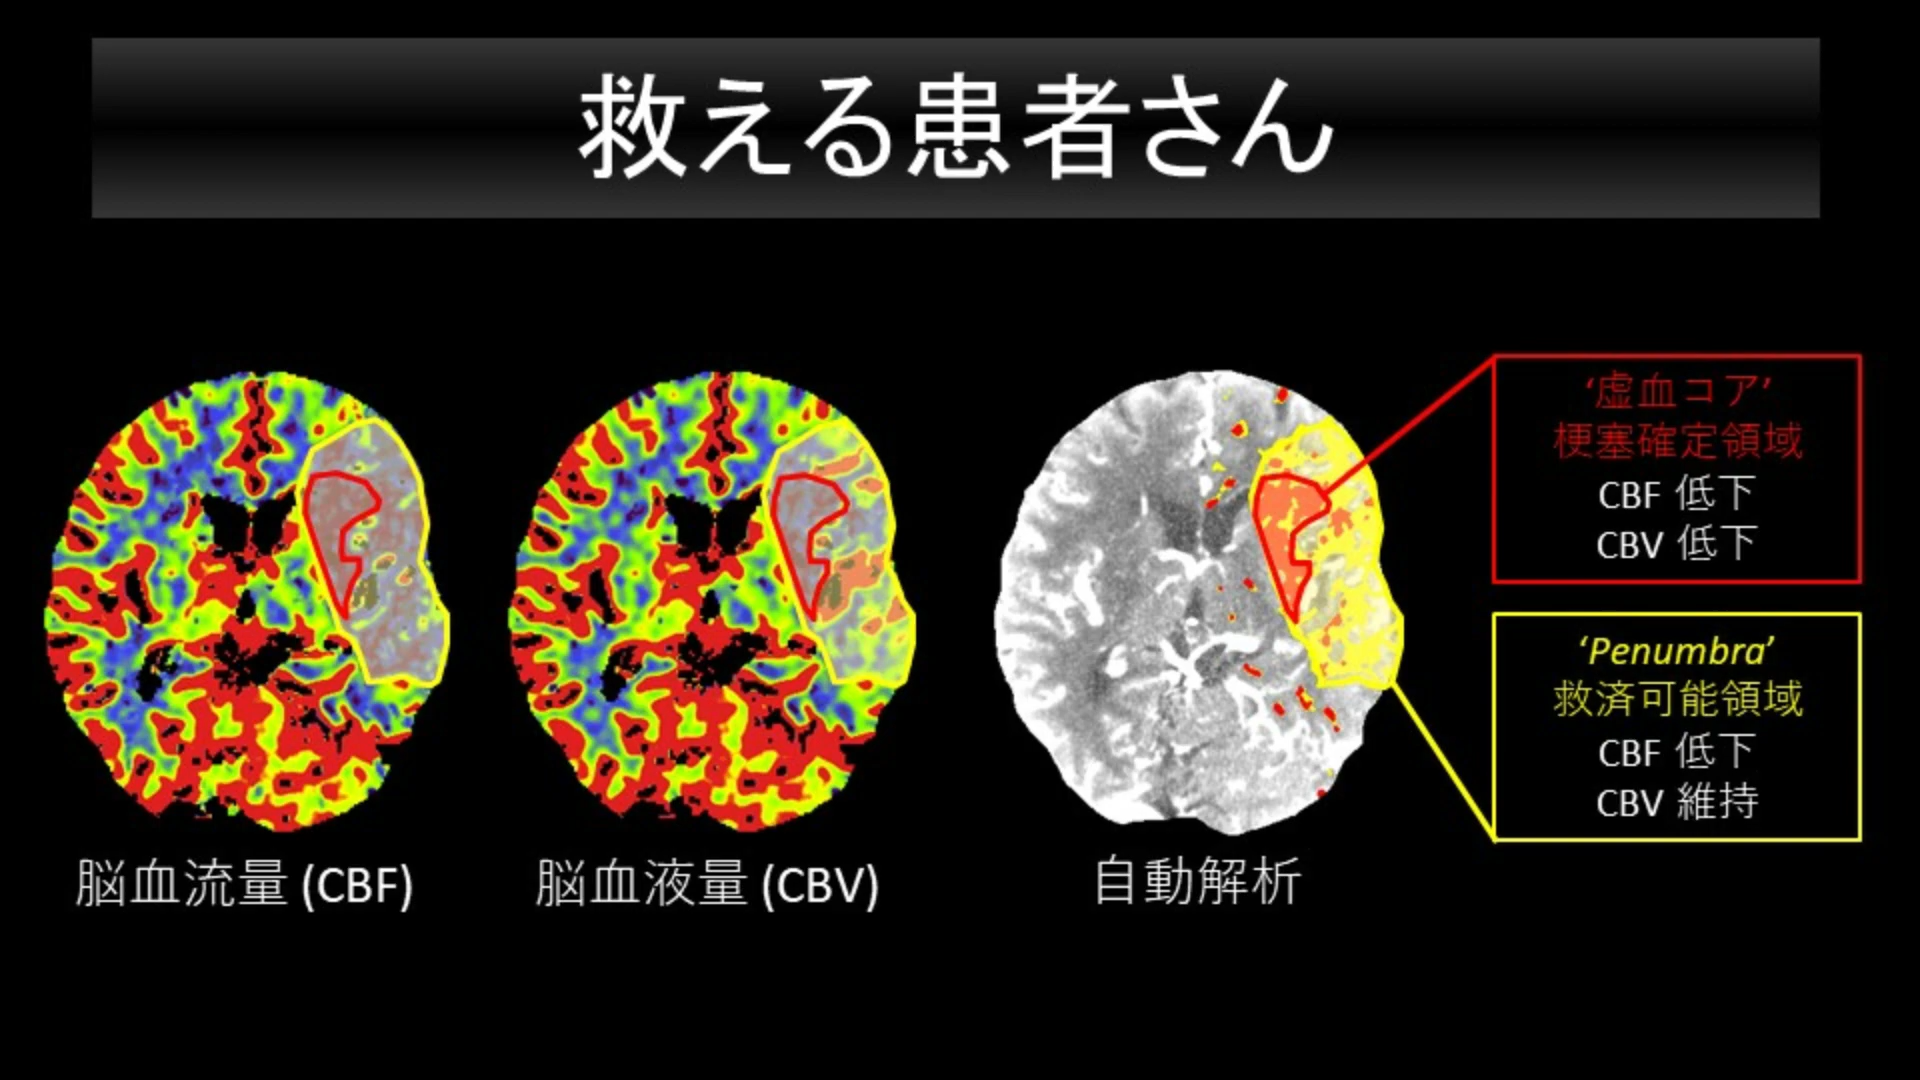 救える患者さん
‘虚血コア’
梗塞確定領域
CBF 低下
CBV 低下
‘Penumbra’
救済可能領域
CBF 低下
CBV 維持
脳血流量 (CBF)
脳血液量 (CBV)
自動解析